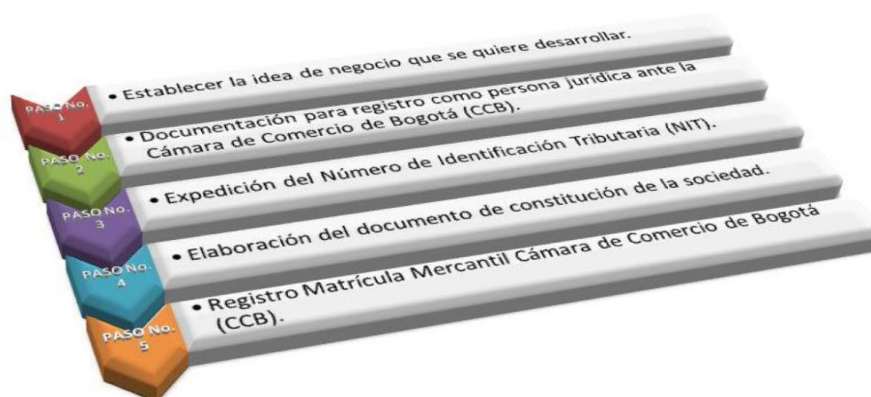 PASO No.
1
• Establecer la idea de negocio que se quiere desarrollar.
PASO No.
2
• Documentación para registro como persona jurídica ante la
Cámara de Comercio de Bogotá (CCB).
PASO No.
3
• Expedición del Número de Identificación Tributaria (NIT).
PASO No.
4
• Elaboración del documento de constitución de la sociedad.
PASO No.
5
• Registro Matrícula Mercantil Cámara de Comercio de Bogotá
(CCB).